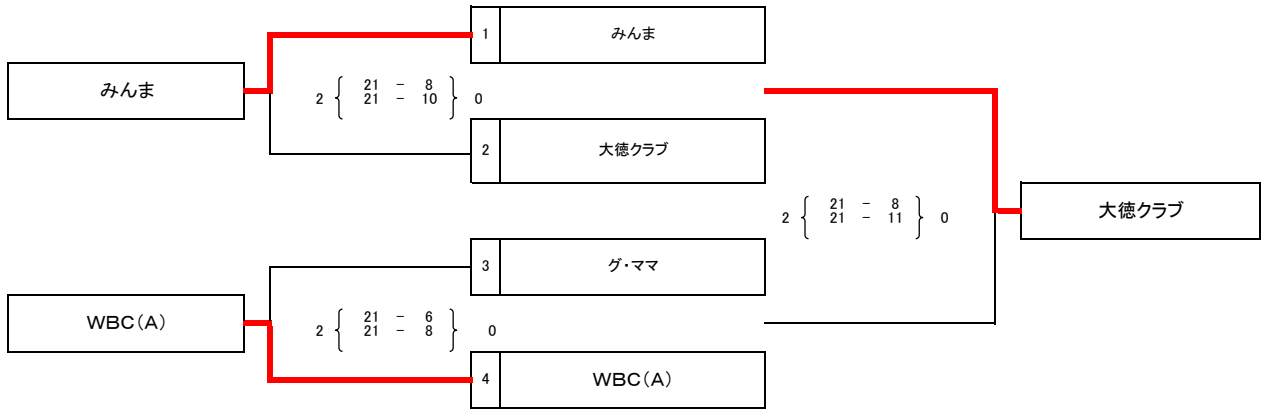 1 みんま
みんま
2 21 - 8 0
21 - 10
2 大徳クラブ
2 21 - 8 0
21 - 11
大徳クラブ
3 グ・ママ
WBC(A)
2 21 - 6 0
21 - 8
4 WBC(A)